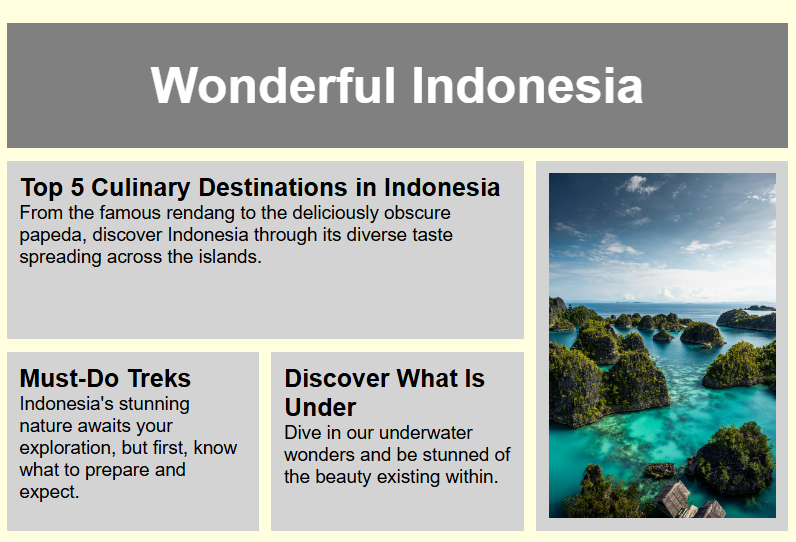 Wonderful Indonesia
Top 5 Culinary Destinations in Indonesia
From the famous rendang to the deliciously obscure
papeda, discover Indonesia through its diverse taste
spreading across the islands.
Must-Do Treks
Indonesia's stunning
nature awaits your
exploration, but first, know
what to prepare and
expect.
Discover What Is
Under
Dive in our underwater
wonders and be stunned of
the beauty existing within.